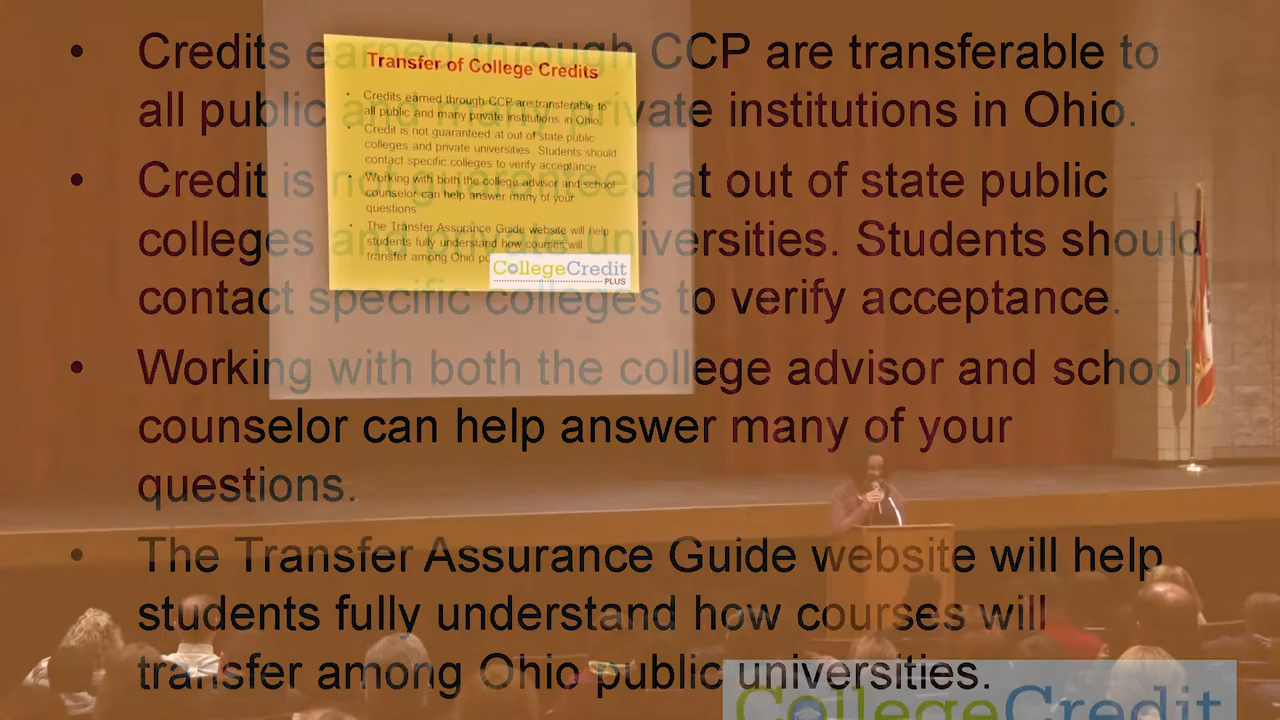 • Credits earned through CCP are transferable to
all public and many private institutions in Ohio.
• Credit is not guaranteed at out of state public
colleges and private universities. Students should
contact specific colleges to verify acceptance.
• Working with both the college advisor and school
counselor can help answer many of your
questions.
• The Transfer Assurance Guide website will help
students fully understand how courses will
transfer among Ohio public universities.
CollegeCredit
Transfer of College Credits
• Credits earned through CCP are transferable to
all public and many private institutions in Ohio.
• Credit is not guaranteed at out of state public
colleges and private universities. Students should
contact specific colleges to verify acceptance.
• Working with both the college advisor and school
counselor can help answer many of your
questions
• The Transfer Assurance Guide website will help
students fully understand how courses will
transfer among Ohio pu
CollegeCredit
PLUS